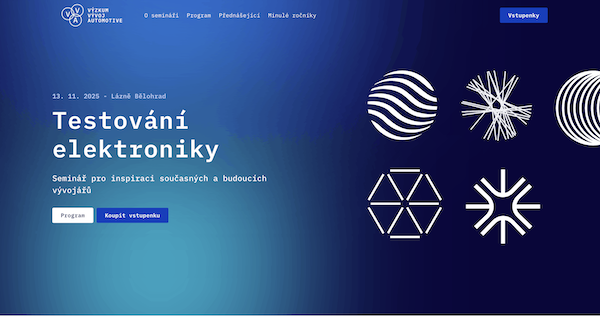 VÝZKUM
VÝVOJ
AUTOMOTIVE
O semináři Program Přednášející Minulé ročníky
Vstupenky
13. 11. 2025 - Lázně Bělohrad
Testování
elektroniky
Seminář pro inspiraci současných a budoucích
vývojářů
Program
Koupit vstupenku